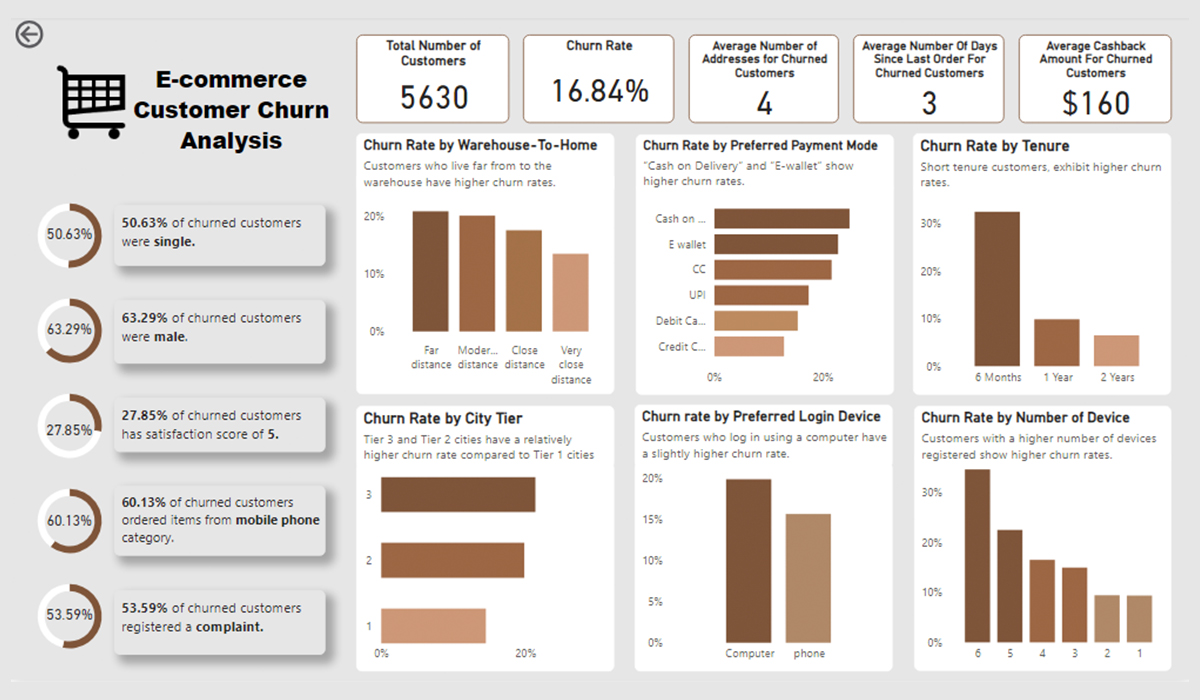 E-commerce
Customer Churn
Analysis
Total Number of
Customers
5630
Churn Rate
16.84%
Average Number of
Addresses for Churned
Customers
4
Average Number Of Days
Since Last Order For
Churned Customers
3
Average Cashback
Amount For Churned
Customers
$160
50.63%
50.63% of churned customers
were single.
63.29%
63.29% of churned customers
were male.
27.85%
27.85% of churned customers
has satisfaction score of 5.
60.13%
60.13% of churned customers
ordered items from mobile phone
category.
53.59%
53.59% of churned customers
registered a complaint.
Churn Rate by Warehouse-To-Home
Customers who live far from to the
warehouse have higher churn rates.
20%
10%
0%
Far distance
Moder... distance
Close distance
Very close distance
Churn Rate by Preferred Payment Mode
"Cash on Delivery" and "E-wallet" show
higher churn rates.
Cash on ...
E wallet
CC
UPI
Debit Ca...
Credit C...
0% 20%
Churn Rate by Tenure
Short tenure customers, exhibit higher churn
rates.
30%
20%
10%
0%
6 Months 1 Year 2 Years
Churn Rate by City Tier
Tier 3 and Tier 2 cities have a relatively
higher churn rate compared to Tier 1 cities
3
2
1
0% 20%
Churn rate by Preferred Login Device
Customers who log in using a computer have
a slightly higher churn rate.
20%
15%
10%
5%
0%
Computer phone
Churn Rate by Number of Device
Customers with a higher number of devices
registered show higher churn rates.
30%
20%
10%
0%
6 5 4 3 2 1